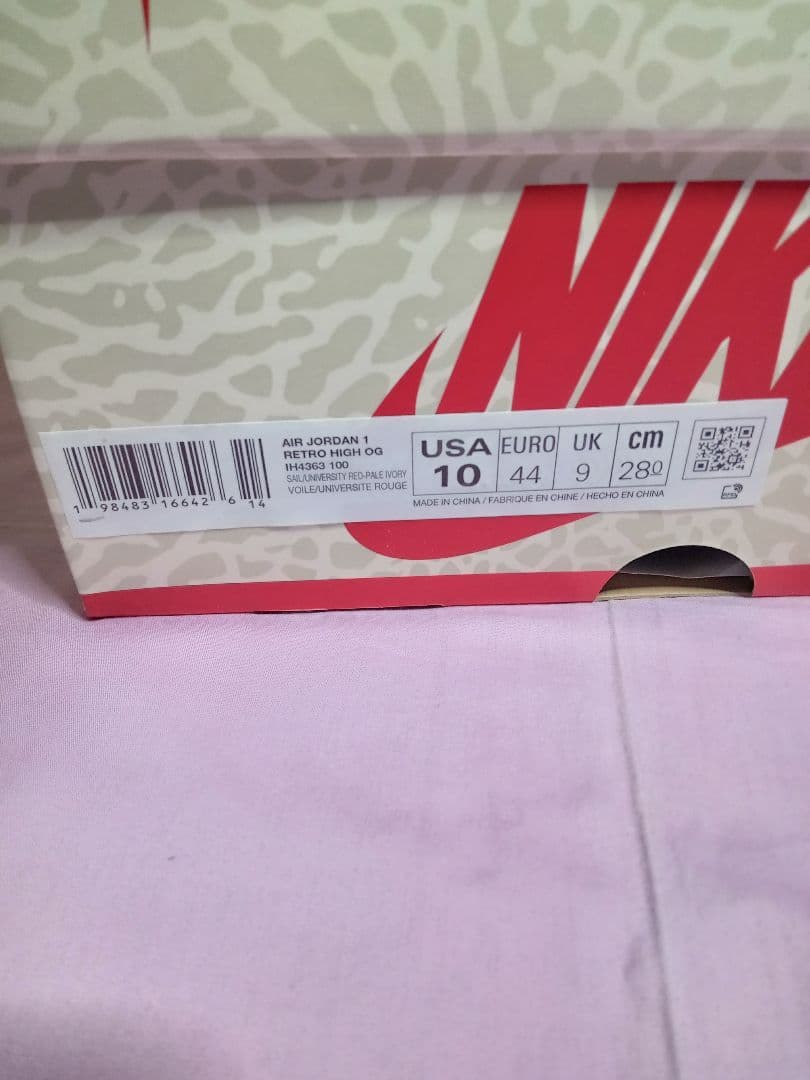 NIK
AIR JORDAN 1
RETRO HIGH OG
IH4363 100
SAIL/UNIVERSITY RED-PALE IVORY
VOILE/UNIVERSITE ROUGE
1 98483 16642 6 14
USA EURO UK cm
10 44 9 280
MADE IN CHINA / FABRIQUE EN CHINE / HECHO EN CHINA